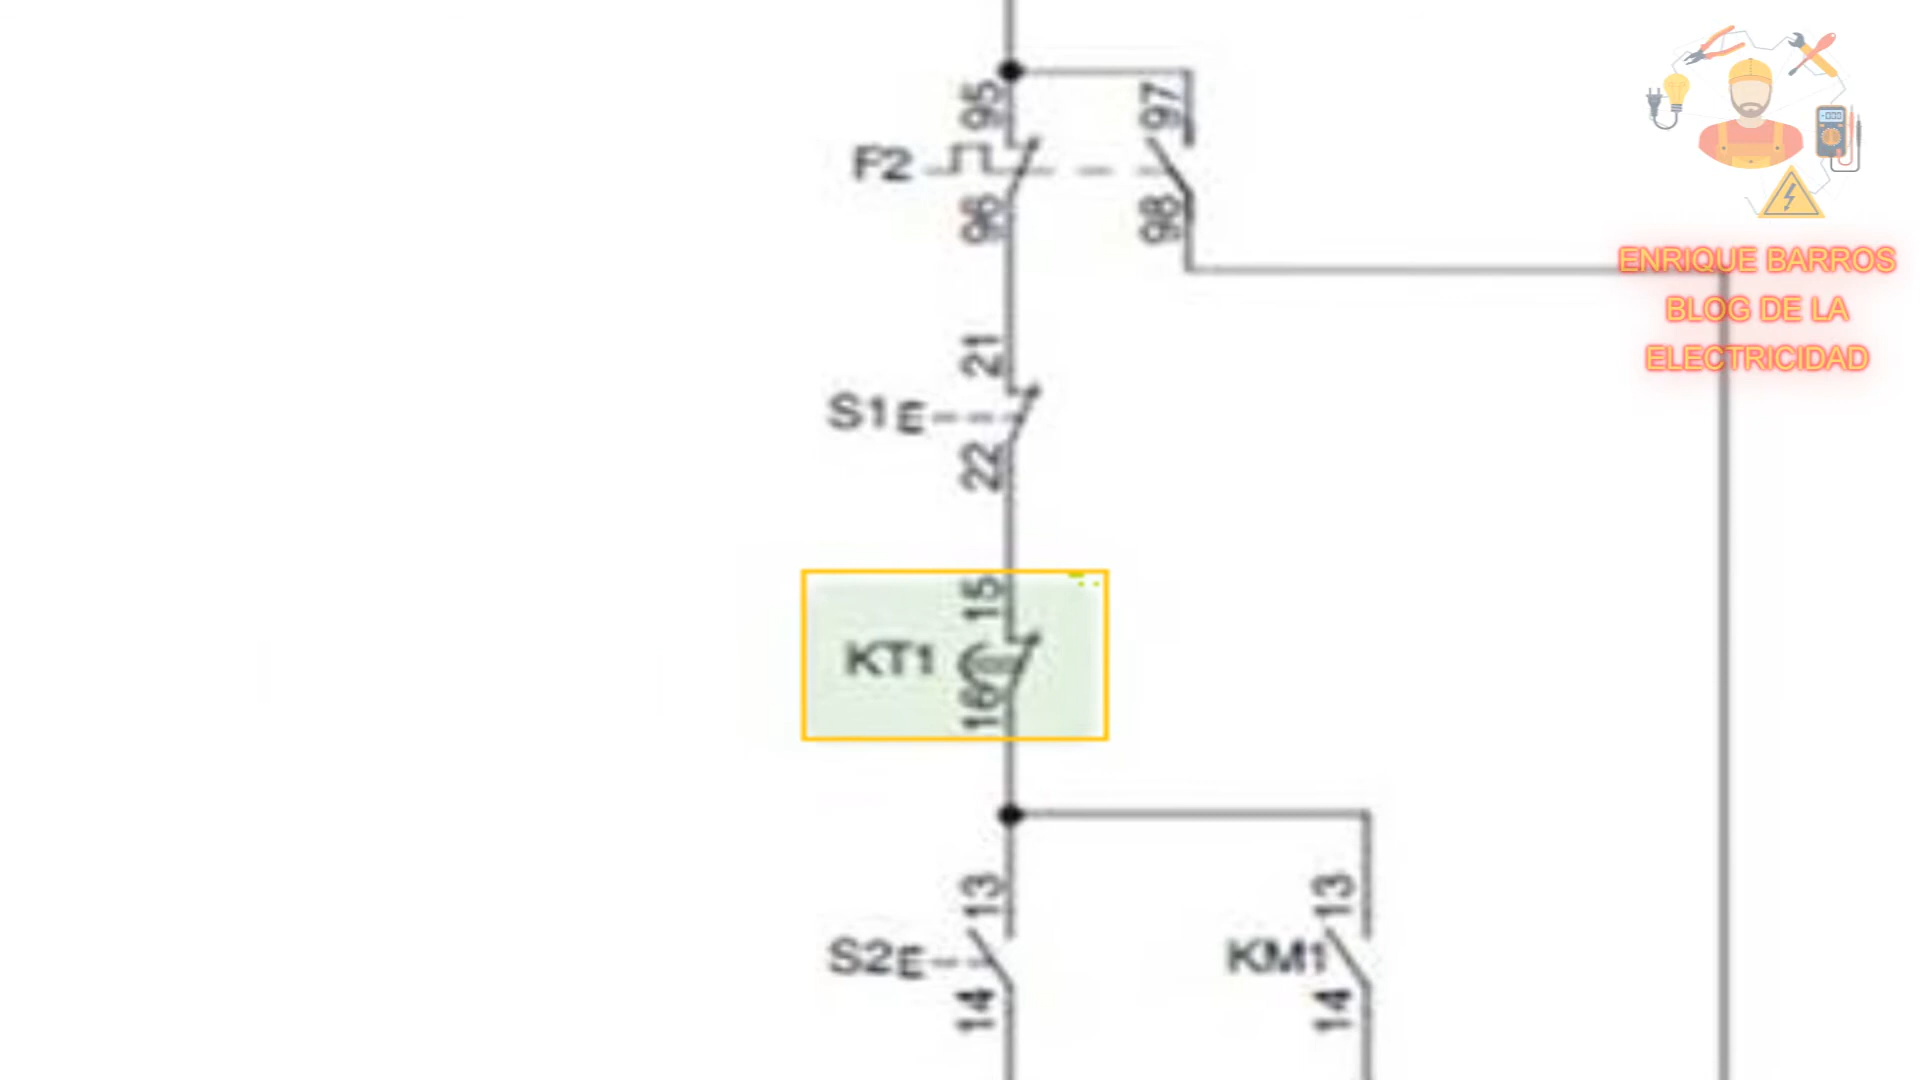 95
97
F2
96
98
ENRIQUE BARROS
BLOG DE LA
ELECTRICIDAD
21
S1E
22
15
KT1
16
13
13
S2E
KM1
14
14